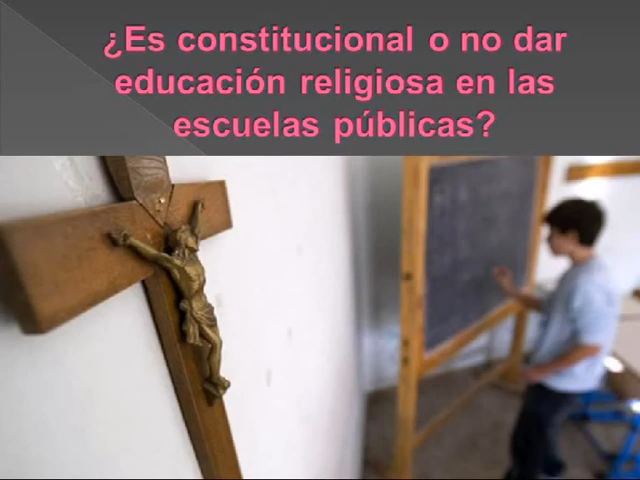 ¿Es constitucional o no dar
educación religiosa en las
escuelas públicas?